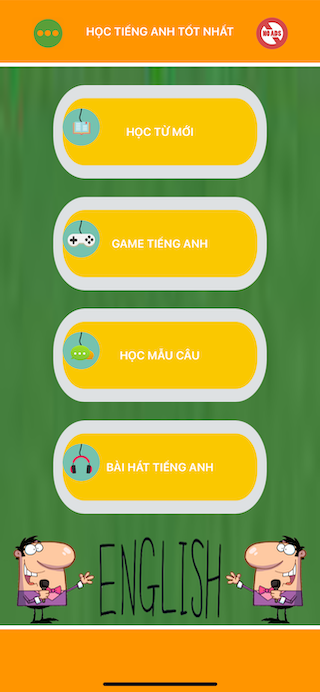 HỌC TIẾNG ANH TỐT NHẤT
NO ADS
HỌC TỪ MỚI
GAME TIẾNG ANH
HỌC MẪU CÂU
BÀI HÁT TIẾNG ANH
ENGLISH